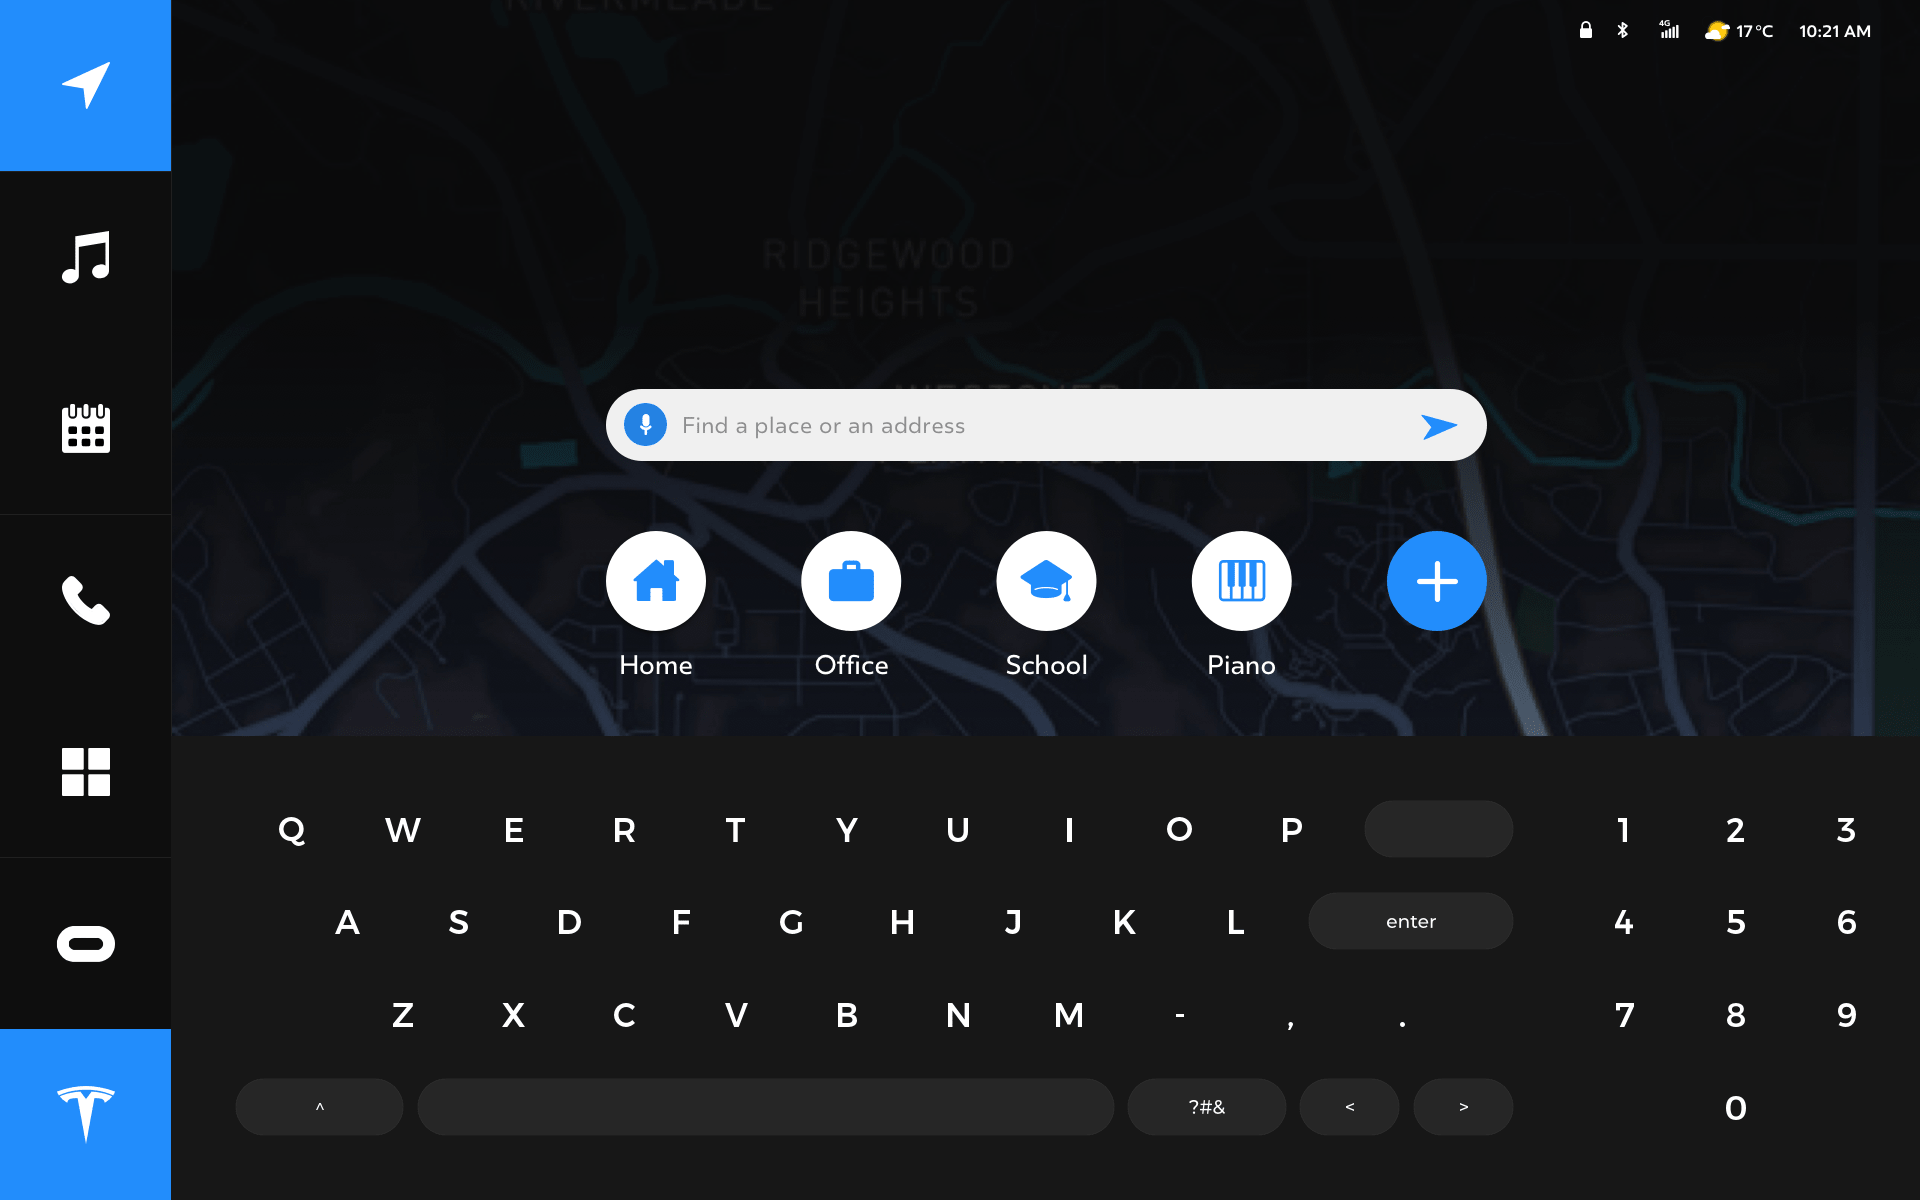 RIVERMEADE
4G
17°C
10:21 AM
RIDGEWOOD
HEIGHTS
Find a place or an address
Home
Office
School
Piano
Q W E R T Y U I O P
1 2 3
A S D F G H J K L enter
4 5 6
Z X C V B N M - , .
7 8 9
^ ?#& < >
0